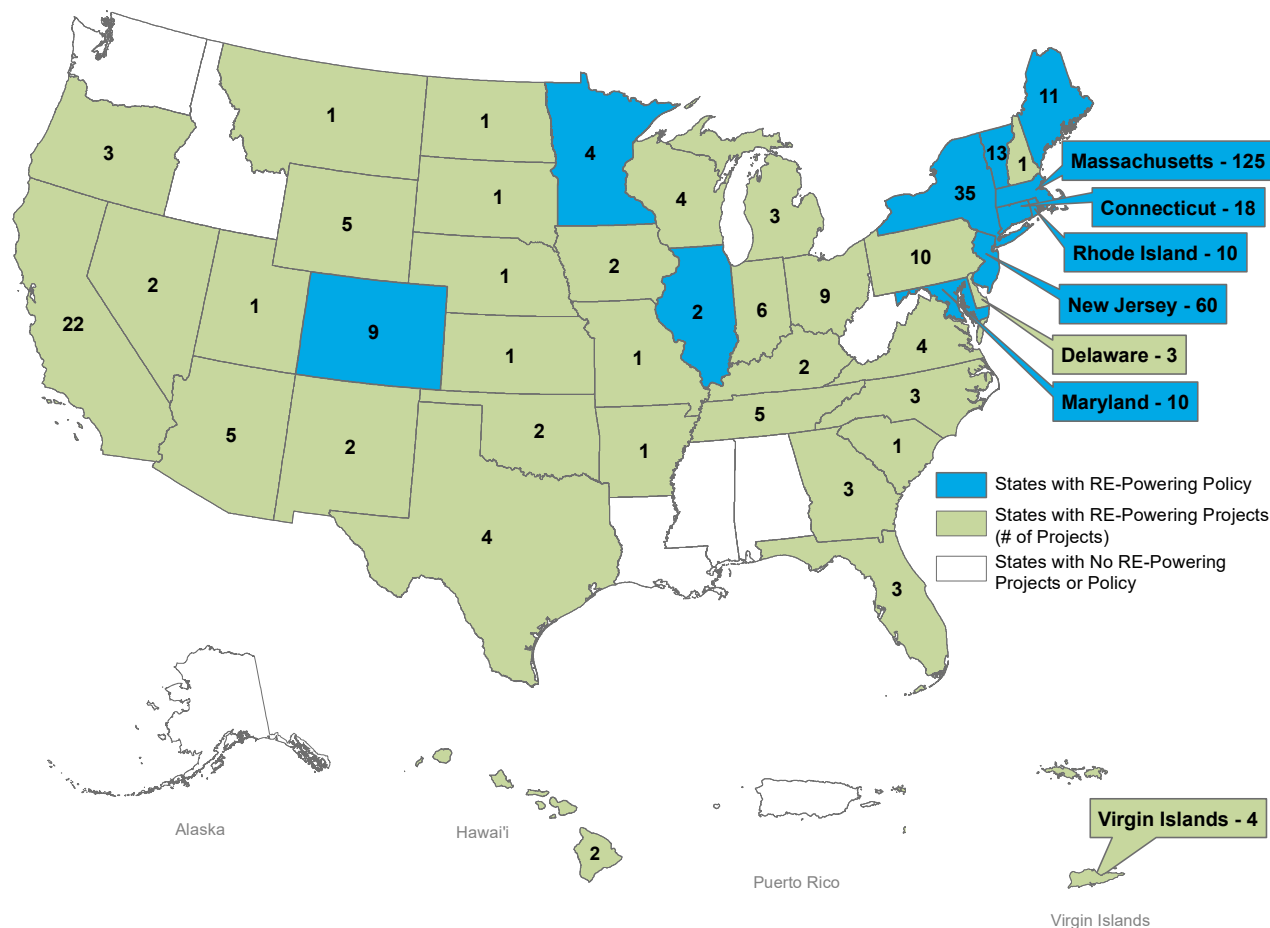 11
1
1
4
13
1
Massachusetts - 125
3
35
Connecticut - 18
1
4
3
5
Rhode Island - 10
10
2
1
2
New Jersey - 60
1
6
9
22
9
2
4
Delaware - 3
1
1
2
3
Maryland - 10
5
5
2
2
1
1
3
States with RE-Powering Policy
States with RE-Powering Projects
(# of Projects)
4
States with No RE-Powering
Projects or Policy
3
Virgin Islands - 4
Alaska
Hawai'i
2
Puerto Rico
Virgin Islands